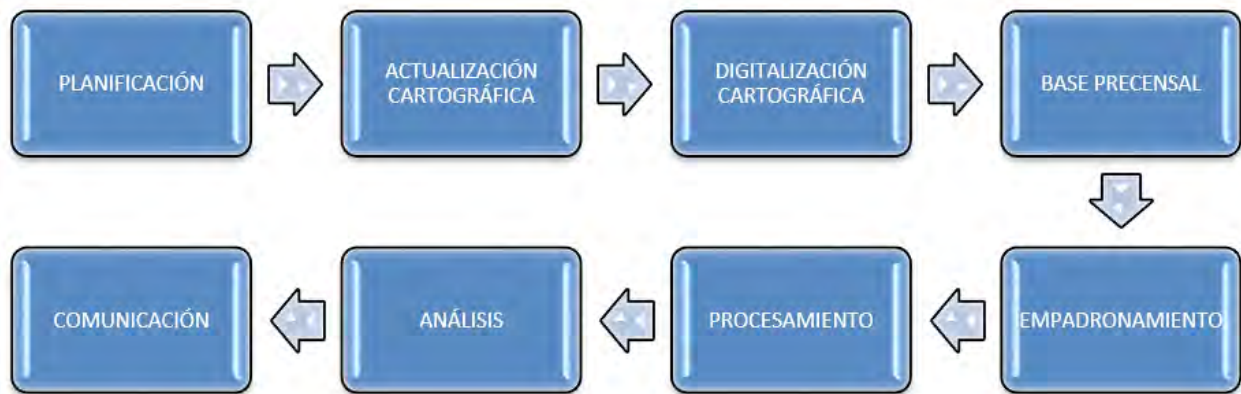 PLANIFICACIÓN
ACTUALIZACIÓN
CARTOGRÁFICA
DIGITALIZACIÓN
CARTOGRÁFICA
BASE PRECENSAL
EMPADRONAMIENTO
PROCESAMIENTO
ANÁLISIS
COMUNICACIÓN